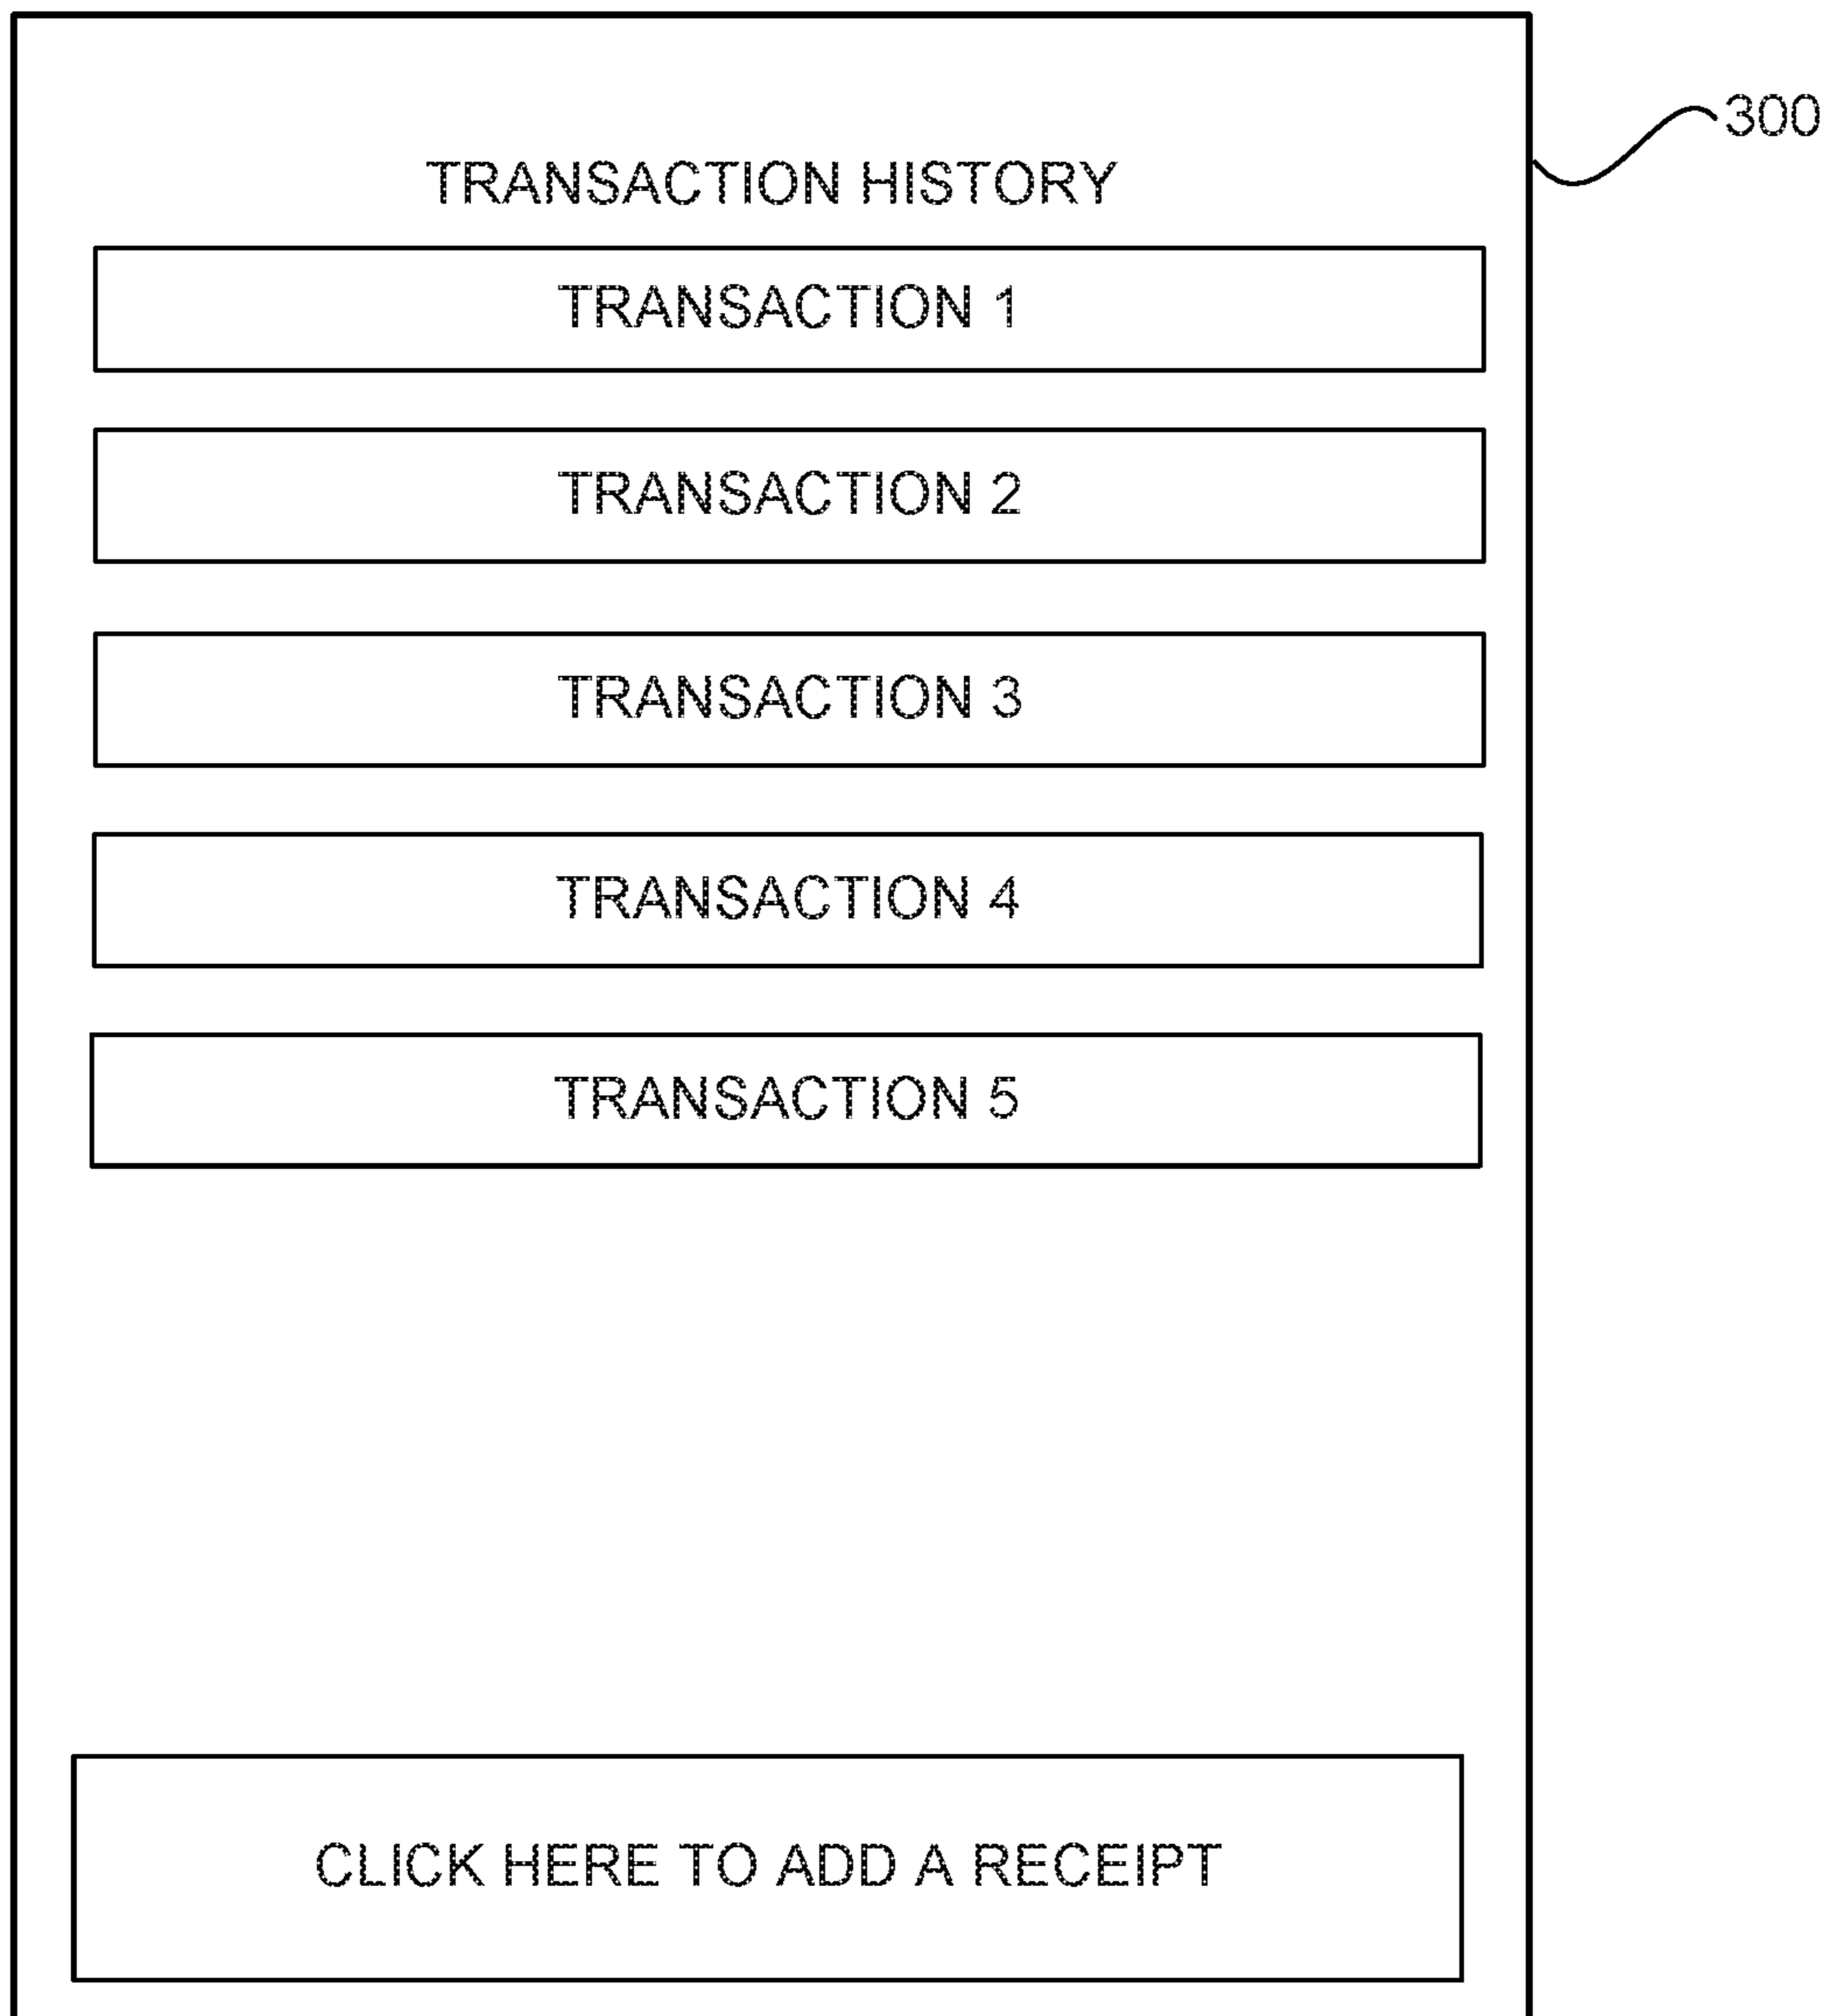 300
TRANSACTION HISTORY
TRANSACTION 1
TRANSACTION 2
TRANSACTION 3
TRANSACTION 4
TRANSACTION 5
CLICK HERE TO ADD A RECEIPT